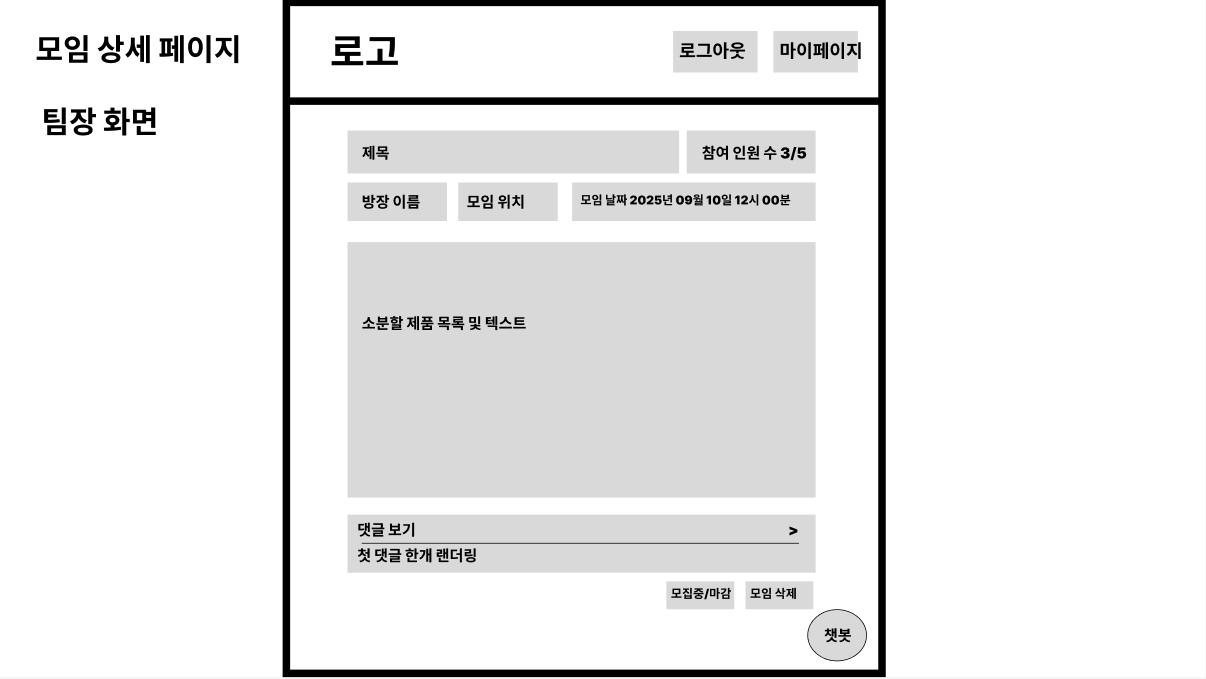 모임 상세 페이지
팀장 화면
로고
로그아웃
마이페이지
제목
참여 인원 수 3/5
방장 이름
모임 위치
모임 날짜 2025년 09월 10일 12시 00분
소분할 제품 목록 및 텍스트
댓글 보기 >
첫 댓글 한개 랜더링
모집중/마감
모임 삭제
챗봇